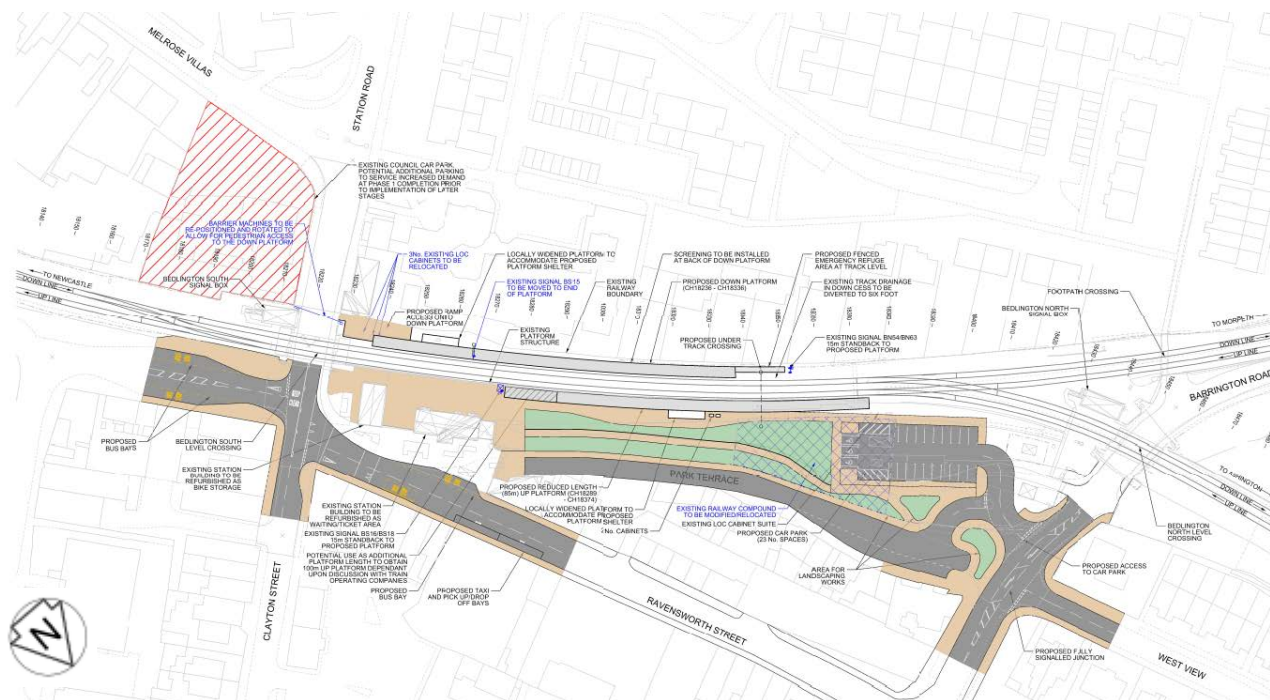 MELROSE VILLAS
STATION ROAD
EXISTING COUNCIL CAR PARK,
POTENTIAL ADDITIONAL PARKING
TO SERVICE INCREASED DEMAND
AT PHASE 1 COMPLETION PRIOR
TO IMPLEMENTATION OF LATER
STAGES
BARRIER MACHINES TO BE
RE-POSITIONED AND ROTATED TO
ALLOW FOR PEDESTRIAN ACCESS
TO THE DOWN PLATFORM
BEDLINGTON SOUTH
SIGNAL BOX
3No. EXISTING LOC
CABINETS TO BE
RELOCATED
PROPOSED RAMP
ACCESS ONTO
DOWN PLATFORM
LOCALLY WIDENED PLATFORM TO
ACCOMMODATE PROPOSED
PLATFORM SHELTER
EXISTING SIGNAL BS15
TO BE MOVED TO END
OF PLATFORM
EXISTING
PLATFORM
STRUCTURE
EXISTING
RAILWAY
BOUNDARY
SCREENING TO BE INSTALLED
AT BACK OF DOWN PLATFORM
PROPOSED DOWN PLATFORM
(CH18236 - CH18336)
PROPOSED UNDER
TRACK CROSSING
PROPOSED FENCED
EMERGENCY REFUGE
AREA AT TRACK LEVEL
EXISTING TRACK DRAINAGE
IN DOWN CESS TO BE
DIVERTED TO SIX FOOT
EXISTING SIGNAL BN54/BN63
15m STANDBACK TO
PROPOSED PLATFORM
FOOTPATH CROSSING
BEDLINGTON NORTH
SIGNAL BOX
TO MORPETH
DOWN LINE
UP LINE
BARRINGTON ROAD
TO NEWCASTLE
DOWN LINE
UP LINE
TO ASHINGTON
DOWN LINE
UP LINE
PROPOSED
BUS BAYS
BEDLINGTON SOUTH
LEVEL CROSSING
EXISTING STATION
BUILDING TO BE
REFURBISHED AS
BIKE STORAGE
EXISTING STATION
BUILDING TO BE
REFURBISHED AS
WAITING/TICKET AREA
EXISTING SIGNAL BS16/BS18
15m STANDBACK TO
PROPOSED PLATFORM
POTENTIAL USE AS ADDITIONAL
PLATFORM LENGTH TO OBTAIN
100m UP PLATFORM DEPENDANT
UPON DISCUSSION WITH TRAIN
OPERATING COMPANIES
PROPOSED
BUS BAY
PROPOSED TAXI
AND PICK UP/DROP
OFF BAYS
PARK TERRACE
PROPOSED REDUCED LENGTH
(85m) UP PLATFORM (CH18289
- CH18374)
LOCALLY WIDENED PLATFORM TO
ACCOMMODATE PROPOSED
PLATFORM SHELTER
2No. CABINETS
EXISTING RAILWAY COMPOUND
TO BE MODIFIED/RELOCATED
EXISTING LOC CABINET SUITE
PROPOSED CAR PARK
(23 No. SPACES)
AREA FOR
LANDSCAPING
WORKS
BEDLINGTON
NORTH LEVEL
CROSSING
PROPOSED ACCESS
TO CAR PARK
PROPOSED FULLY
SIGNALLED JUNCTION
CLAYTON STREET
RAVENSWORTH STREET
WEST VIEW
N